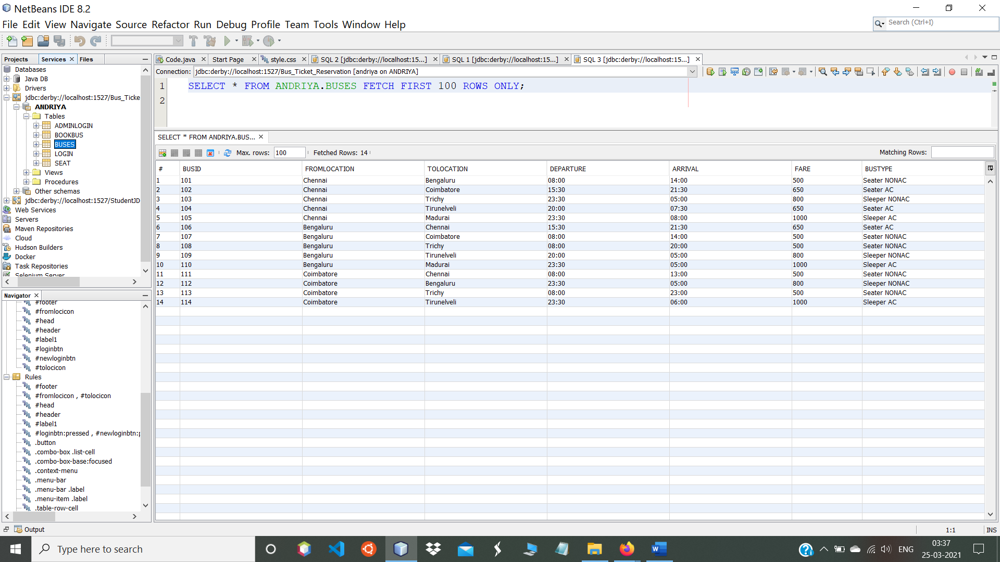 NetBeans IDE 8.2
File Edit View Navigate Source Refactor Run Debug Profile Team Tools Window Help
Search (Ctrl+I)
Projects Services Files
Databases
Java DB
Drivers
jdbc:derby://localhost:1527/Bus_Ticke
ANDRIYA
Tables
ADMINLOGIN
BOOKBUS
BUSES
LOGIN
SEAT
Views
Procedures
Other schemas
jdbc:derby://localhost:1527/StudentJD
Web Services
Servers
Maven Repositories
Cloud
Hudson Builders
Docker
Task Repositories
Selenium Server
Navigator
#footer
#fromlocicon
#head
#header
#label1
#loginbtn
#newloginbtn
#tolocicon
Rules
#footer
#fromlocicon , #tolocicon
#head
#header
#label1
#loginbtn:pressed , #newloginbtn:p
.button
.combo-box .list-cell
.combo-box-base:focused
.context-menu
.menu-bar
.menu-bar .label
.menu-item .label
.table-row-cell
Code.java Start Page style.css SQL 2 [jdbc:derby://localhost:15...] SQL 1 [jdbc:derby://localhost:15...] SQL 3 [jdbc:derby://localhost:15...]
Connection: jdbc:derby://localhost:1527/Bus_Ticket_Reservation [andriya on ANDRIYA]
1 SELECT * FROM ANDRIYA.BUSES FETCH FIRST 100 ROWS ONLY;
2
SELECT * FROM ANDRIYA.BUS...
Max. rows: 100 Fetched Rows: 14 Matching Rows:
# BUSID FROMLOCATION TOLOCATION DEPARTURE ARRIVAL FARE BUSTYPE
1 101 Chennai Bengaluru 08:00 14:00 500 Seater NONAC
2 102 Chennai Coimbatore 15:30 21:30 650 Seater AC
3 103 Chennai Trichy 23:30 05:00 800 Sleeper NONAC
4 104 Chennai Tirunelveli 20:00 07:30 650 Seater AC
5 105 Chennai Madurai 23:30 08:00 1000 Sleeper AC
6 106 Bengaluru Chennai 15:30 21:30 650 Seater AC
7 107 Bengaluru Coimbatore 08:00 14:00 500 Seater NONAC
8 108 Bengaluru Trichy 08:00 20:00 500 Seater NONAC
9 109 Bengaluru Tirunelveli 20:00 05:00 800 Sleeper NONAC
10 110 Bengaluru Madurai 23:30 05:00 1000 Sleeper AC
11 111 Coimbatore Chennai 08:00 13:00 500 Seater NONAC
12 112 Coimbatore Bengaluru 23:30 05:00 800 Sleeper NONAC
13 113 Coimbatore Trichy 08:00 23:00 500 Seater NONAC
14 114 Coimbatore Tirunelveli 23:30 06:00 1000 Sleeper AC
Output
1:1 INS
Type here to search
ENG
03:37
25-03-2021